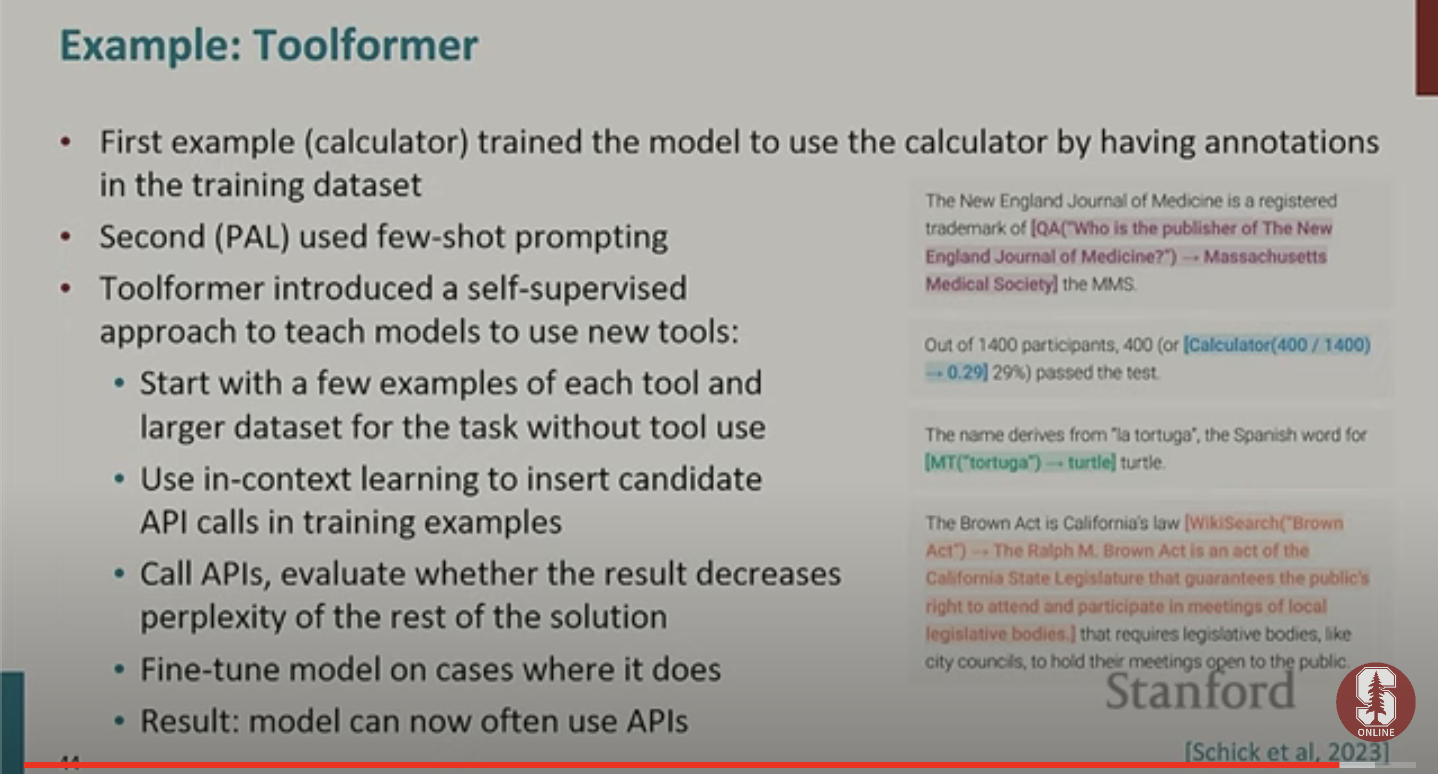 Example: Toolformer
• First example (calculator) trained the model to use the calculator by having annotations
in the training dataset
• Second (PAL) used few-shot prompting
• Toolformer introduced a self-supervised
approach to teach models to use new tools:
• Start with a few examples of each tool and
larger dataset for the task without tool use
• Use in-context learning to insert candidate
API calls in training examples
• Call APIs, evaluate whether the result decreases
perplexity of the rest of the solution
• Fine-tune model on cases where it does
• Result: model can now often use APIs
The New England Journal of Medicine is a registered
trademark of [QA("Who is the publisher of The New
England Journal of Medicine?") → Massachusetts
Medical Society] the MMS.
Out of 1400 participants, 400 (or [Calculator(400 / 1400)
→ 0.29] 29%) passed the test.
The name derives from "la tortuga", the Spanish word for
[MT("tortuga") → turtle] turtle.
The Brown Act is California's law [WikiSearch("Brown
Act") → The Ralph M. Brown Act is an act of the
California State Legislature that guarantees the public's
right to attend and participate in meetings of local
legislative bodies.] that requires legislative bodies, like
city councils, to hold their meetings open to the public.
Stanford
S
ONLINE
[Schick et al, 2023]